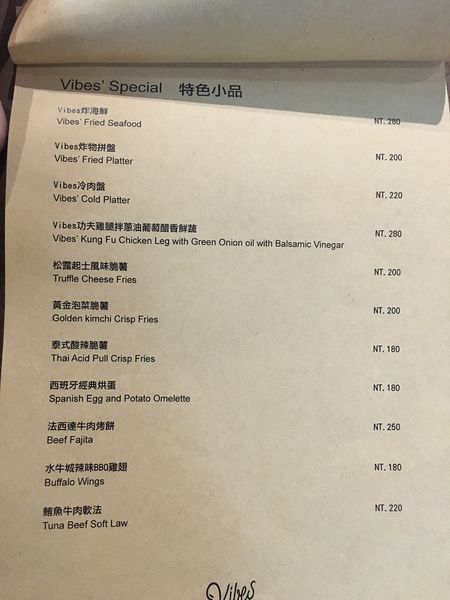 Vibes' Special 特色小品
Vibes炸海鮮
Vibes' Fried Seafood NT. 280
Vibes炸物拼盤
Vibes' Fried Platter NT. 200
Vibes冷肉盤
Vibes' Cold Platter NT. 220
Vibes功夫雞腿拌蔥油葡萄醋香鮮蔬
Vibes' Kung Fu Chicken Leg with Green Onion oil with Balsamic Vinegar NT. 280
松露起士風味脆薯
Truffle Cheese Fries NT. 200
黃金泡菜脆薯
Golden kimchi Crisp Fries NT. 200
泰式酸辣脆薯
Thai Acid Pull Crisp Fries NT. 180
西班牙經典烘蛋
Spanish Egg and Potato Omelette NT. 180
法西達牛肉烤餅
Beef Fajita NT. 250
水牛城辣味BBQ雞翅
Buffalo Wings NT. 180
鮪魚牛肉軟法
Tuna Beef Soft Law NT. 220
Vibes